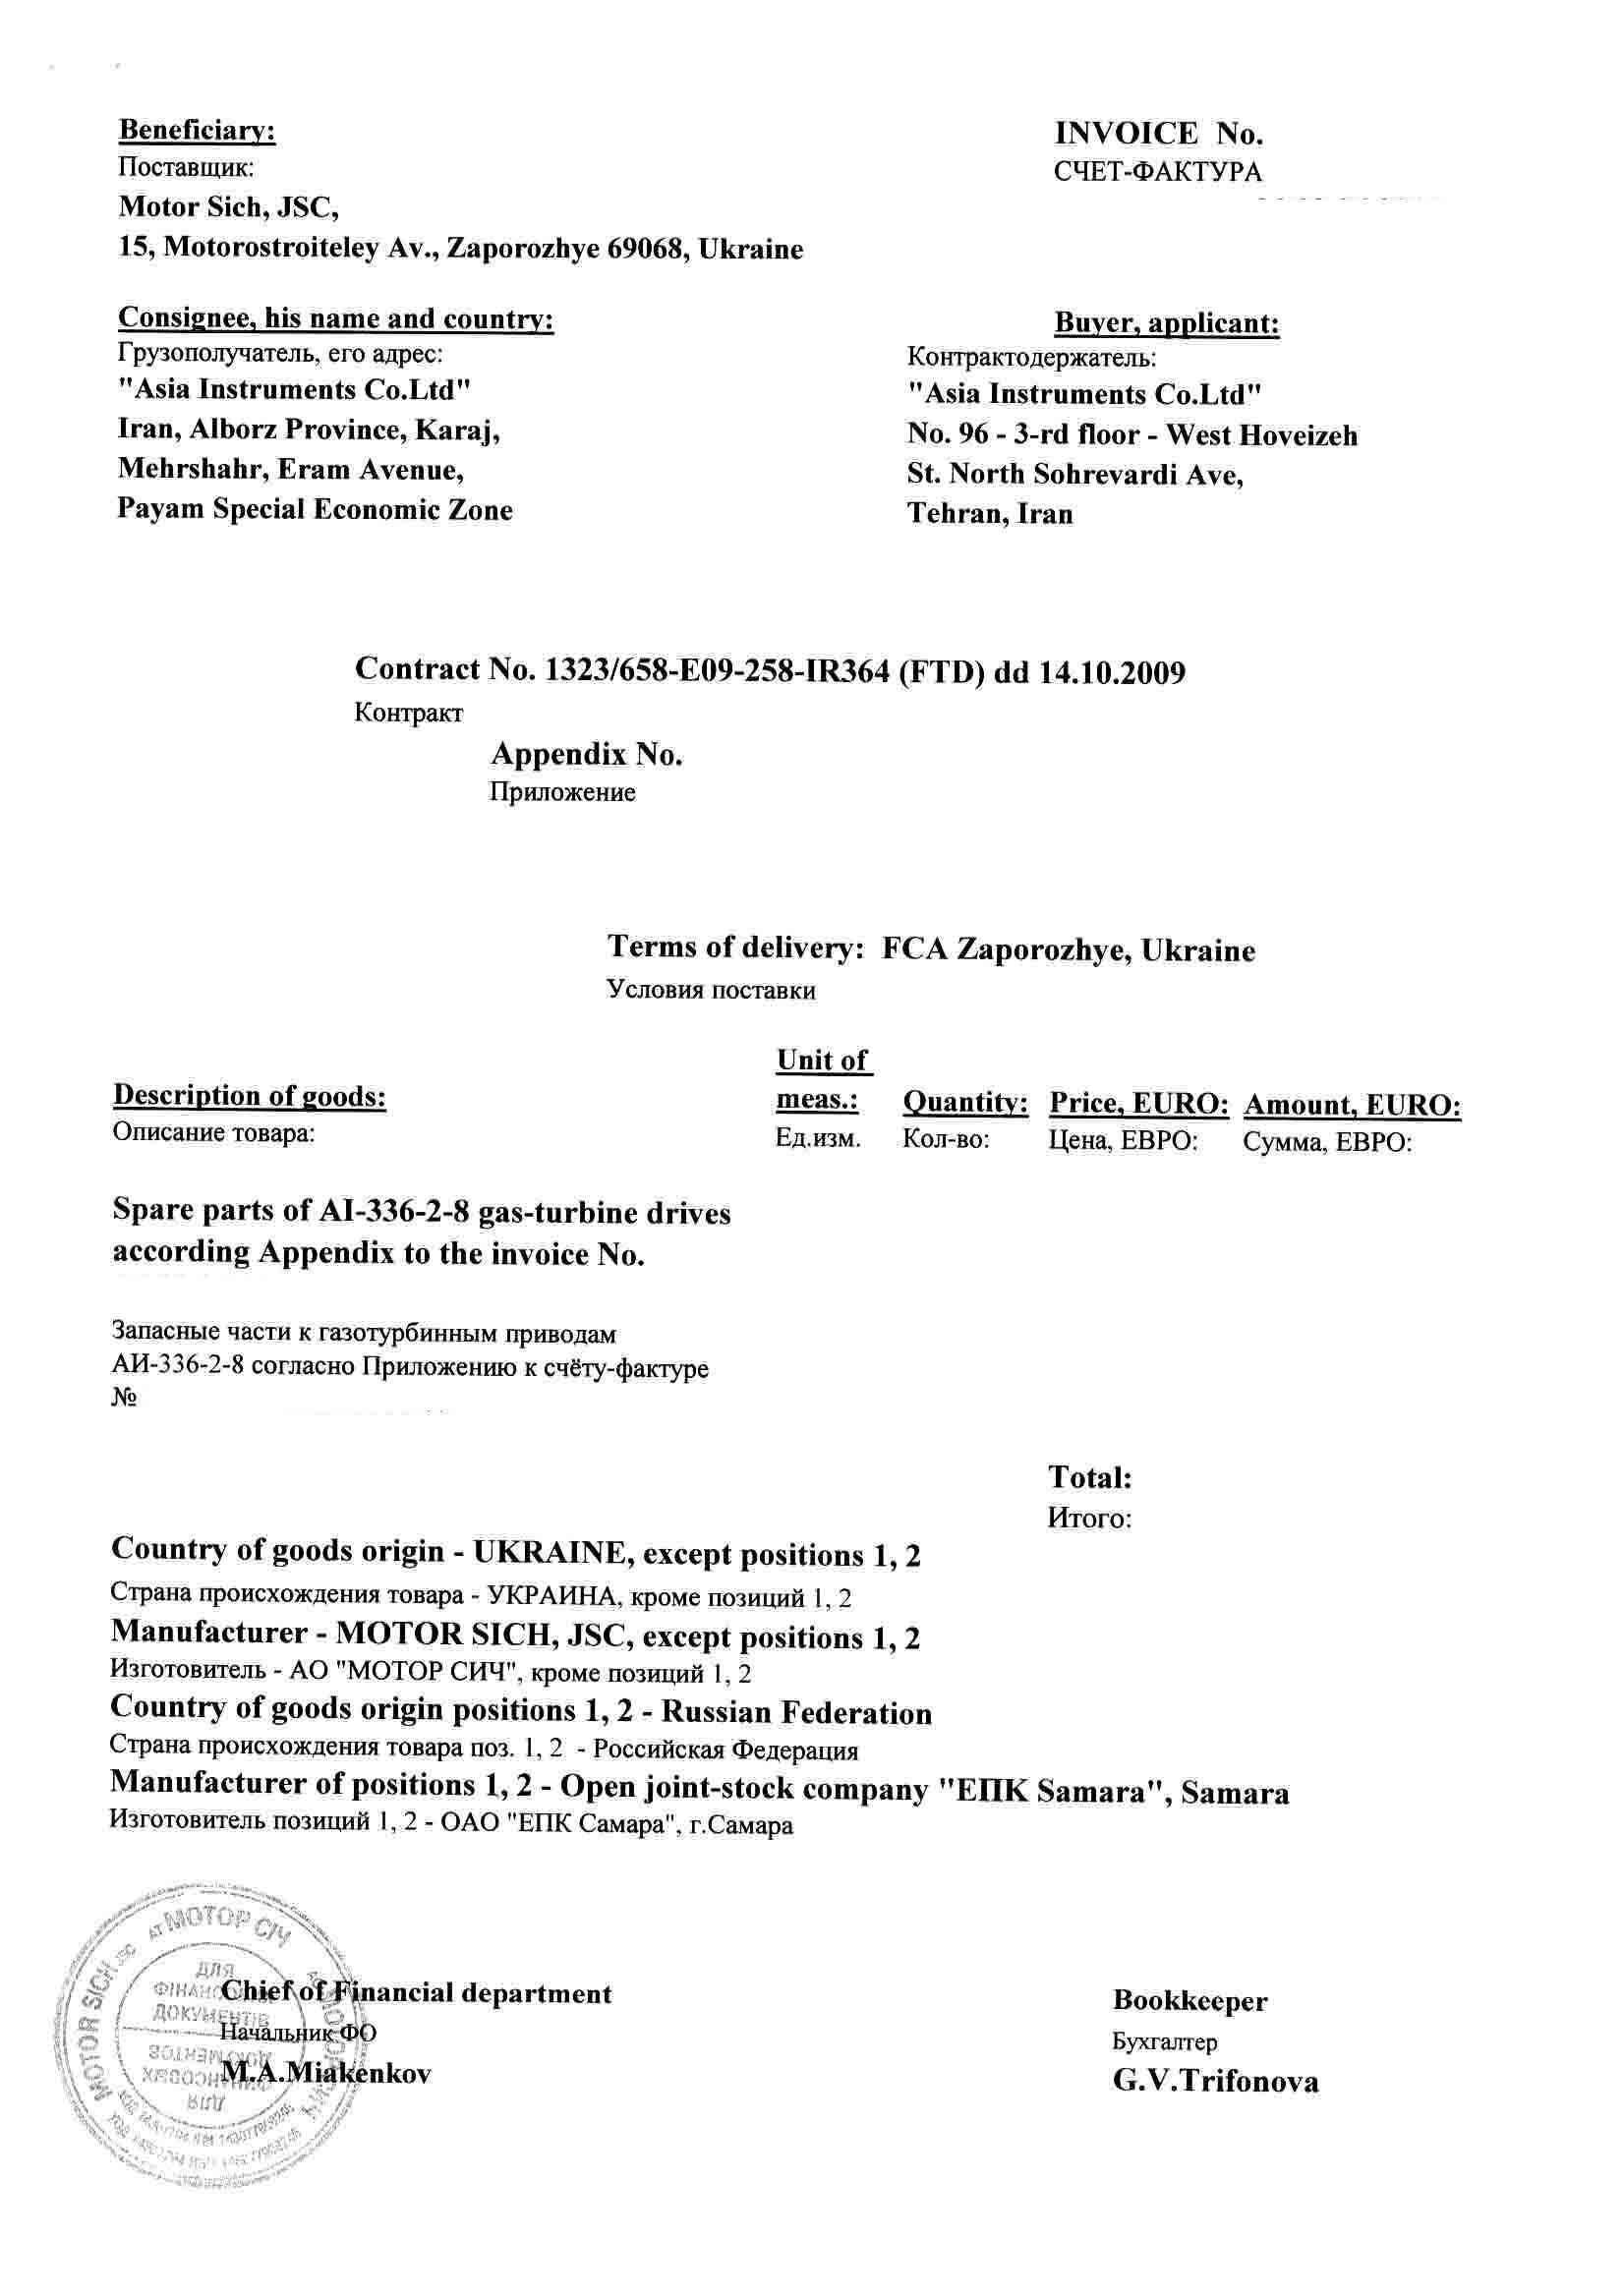 Beneficiary:
Поставщик:
Motor Sich, JSC,
15, Motorostroiteley Av., Zaporozhye 69068, Ukraine
INVOICE No.
СЧЕТ-ФАКТУРА
Consignee, his name and country:
Грузополучатель, его адрес:
"Asia Instruments Co.Ltd"
Iran, Alborz Province, Karaj,
Mehrshahr, Eram Avenue,
Payam Special Economic Zone
Buyer, applicant:
Контрактодержатель:
"Asia Instruments Co.Ltd"
No. 96 - 3-rd floor - West Hoveizeh
St. North Sohrevardi Ave,
Tehran, Iran
Contract No. 1323/658-E09-258-IR364 (FTD) dd 14.10.2009
Контракт
Appendix No.
Приложение
Terms of delivery: FCA Zaporozhye, Ukraine
Условия поставки
Description of goods:
Описание товара:
Unit of
meas.:
Ед.изм.
Quantity:
Кол-во:
Price, EURO:
Цена, ЕВРО:
Amount, EURO:
Сумма, ЕВРО:
Spare parts of AI-336-2-8 gas-turbine drives
according Appendix to the invoice No.
Запасные части к газотурбинным приводам
АИ-336-2-8 согласно Приложению к счёту-фактуре
№
Total:
Итого:
Country of goods origin - UKRAINE, except positions 1, 2
Страна происхождения товара - УКРАИНА, кроме позиций 1, 2
Manufacturer - MOTOR SICH, JSC, except positions 1, 2
Изготовитель - АО "МОТОР СИЧ", кроме позиций 1, 2
Country of goods origin positions 1, 2 - Russian Federation
Страна происхождения товара поз. 1, 2 - Российская Федерация
Manufacturer of positions 1, 2 - Open joint-stock company "ЕПК Samara", Samara
Изготовитель позиций 1, 2 - ОАО "ЕПК Самара", г.Самара
АТ МОТОР СІЧ
MOTOR SICH JSC
АО МОТОР СИЧ
ДЛЯ
ФІНАНСОВИХ
ДОКУМЕНТІВ
ДЛЯ
ФИНАНСОВЫХ
ДОКУМЕНТОВ
Chief of Financial department
Начальник ФО
M.A.Miakenkov
Bookkeeper
Бухгалтер
G.V.Trifonova